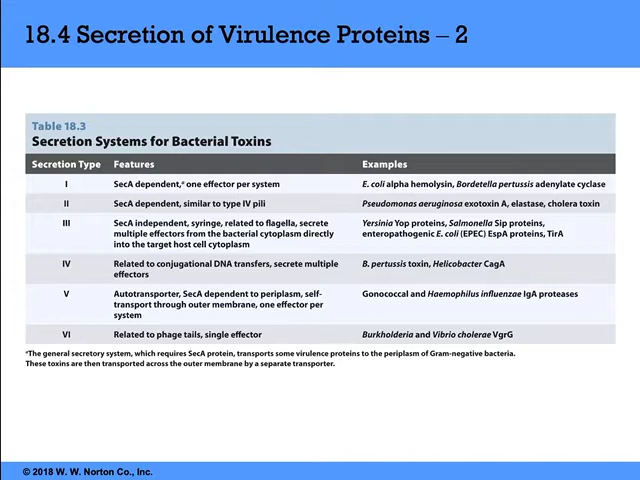 18.4 Secretion of Virulence Proteins – 2
Table 18.3
Secretion Systems for Bacterial Toxins
Secretion Type Features Examples
I SecA dependent,ᵃ one effector per system E. coli alpha hemolysin, Bordetella pertussis adenylate cyclase
II SecA dependent, similar to type IV pili Pseudomonas aeruginosa exotoxin A, elastase, cholera toxin
III SecA independent, syringe, related to flagella, secrete Yersinia Yop proteins, Salmonella Sip proteins,
multiple effectors from the bacterial cytoplasm directly enteropathogenic E. coli (EPEC) EspA proteins, TirA
into the target host cell cytoplasm
IV Related to conjugational DNA transfers, secrete multiple B. pertussis toxin, Helicobacter CagA
effectors
V Autotransporter, SecA dependent to periplasm, self- Gonococcal and Haemophilus influenzae IgA proteases
transport through outer membrane, one effector per
system
VI Related to phage tails, single effector Burkholderia and Vibrio cholerae VgrG
ᵃThe general secretory system, which requires SecA protein, transports some virulence proteins to the periplasm of Gram-negative bacteria.
These toxins are then transported across the outer membrane by a separate transporter.
© 2018 W. W. Norton Co., Inc.